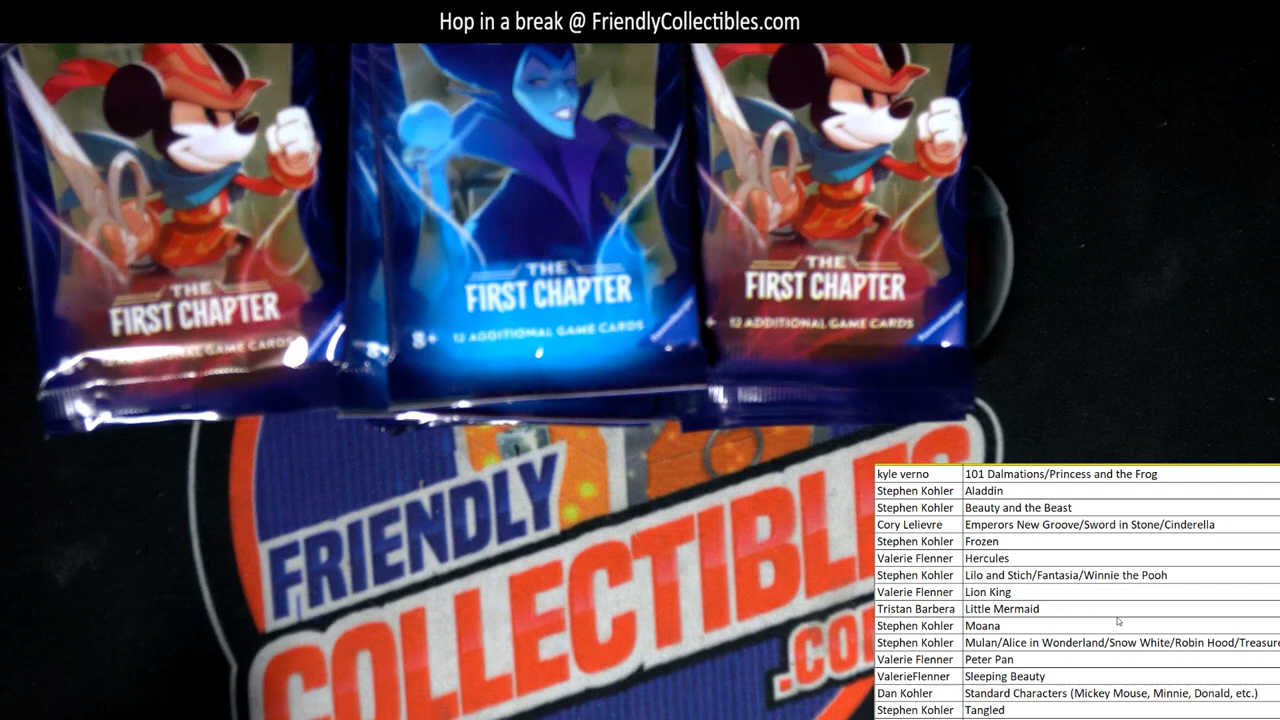 Hop in a break @ FriendlyCollectibles.com
THE
FIRST CHAPTER
ADDITIONAL GAME CARDS
THE
FIRST CHAPTER
8+ 12 ADDITIONAL GAME CARDS
THE
FIRST CHAPTER
12 ADDITIONAL GAME CARDS
FRIENDLY
COLLECTIBLES
.CO
kyle verno 101 Dalmations/Princess and the Frog
Stephen Kohler Aladdin
Stephen Kohler Beauty and the Beast
Cory Lelievre Emperors New Groove/Sword in Stone/Cinderella
Stephen Kohler Frozen
Valerie Flenner Hercules
Stephen Kohler Lilo and Stich/Fantasia/Winnie the Pooh
Valerie Flenner Lion King
Tristan Barbera Little Mermaid
Stephen Kohler Moana
Stephen Kohler Mulan/Alice in Wonderland/Snow White/Robin Hood/Treasure
Valerie Flenner Peter Pan
ValerieFlenner Sleeping Beauty
Dan Kohler Standard Characters (Mickey Mouse, Minnie, Donald, etc.)
Stephen Kohler Tangled